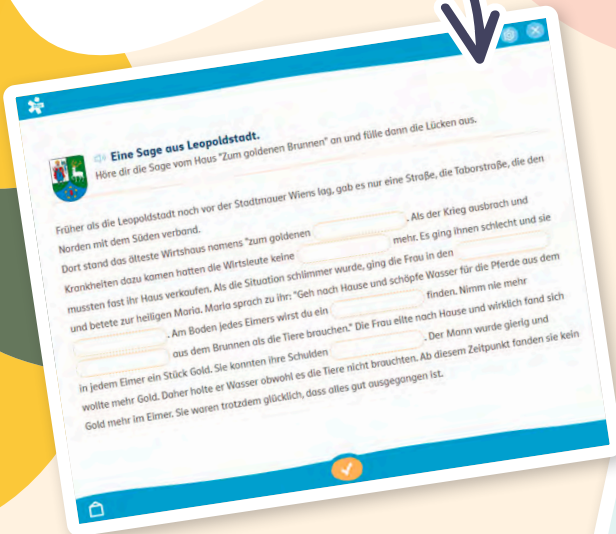 Eine Sage aus Leopoldstadt.
Höre dir die Sage vom Haus "Zum goldenen Brunnen" an und fülle dann die Lücken aus.
Früher als die Leopoldstadt noch vor der Stadtmauer Wiens lag, gab es nur eine Straße, die Taborstraße, die den
Norden mit dem Süden verband.
Dort stand das älteste Wirtshaus namens "zum goldenen . Als der Krieg ausbrach und
Krankheiten dazu kamen hatten die Wirtsleute keine mehr. Es ging ihnen schlecht und sie
mussten fast ihr Haus verkaufen. Als die Situation schlimmer wurde, ging die Frau in den
und betete zur heiligen Maria. Maria sprach zu ihr: "Geh nach Hause und schöpfe Wasser für die Pferde aus dem
. Am Boden jedes Eimers wirst du ein finden. Nimm nie mehr
aus dem Brunnen als die Tiere brauchen." Die Frau eilte nach Hause und wirklich fand sich
in jedem Eimer ein Stück Gold. Sie konnten ihre Schulden . Der Mann wurde gierig und
wollte mehr Gold. Daher holte er Wasser obwohl es die Tiere nicht brauchten. Ab diesem Zeitpunkt fanden sie kein
Gold mehr im Eimer. Sie waren trotzdem glücklich, dass alles gut ausgegangen ist.